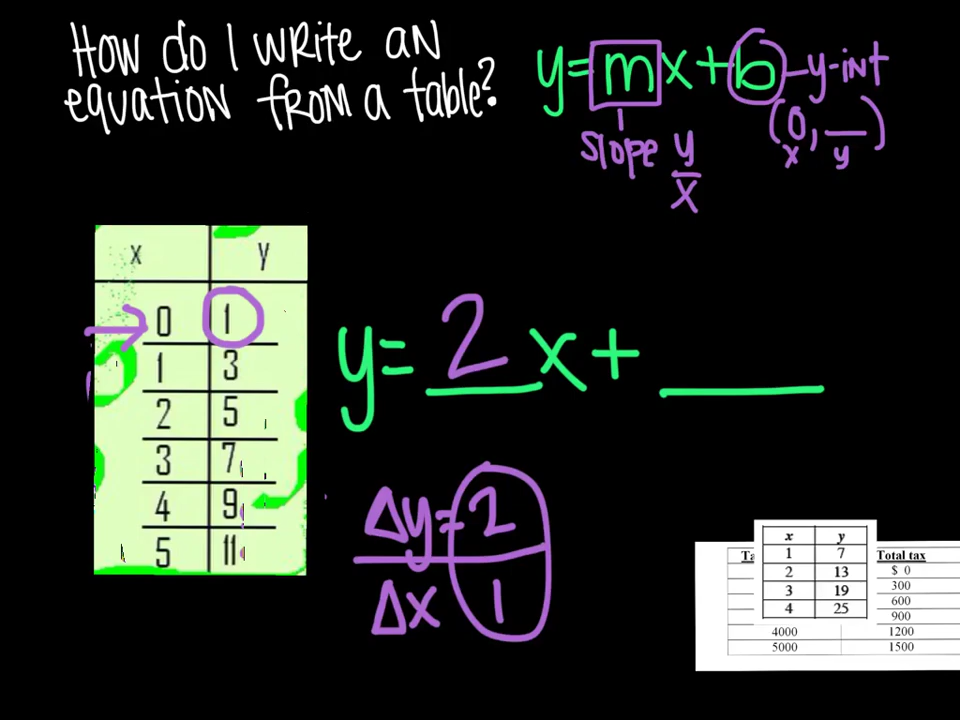 How do I write an
equation from a table?
y=mx+b-y-int
slope y/x
(0, __)
x y
x y
0 1
1 3
2 5
3 7
4 9
5 11
y= 2 x+ ___
Δy=2
Δx 1
x y
1 7
2 13
3 19
4 25
Total tax
$ 0
300
600
900
4000 1200
5000 1500